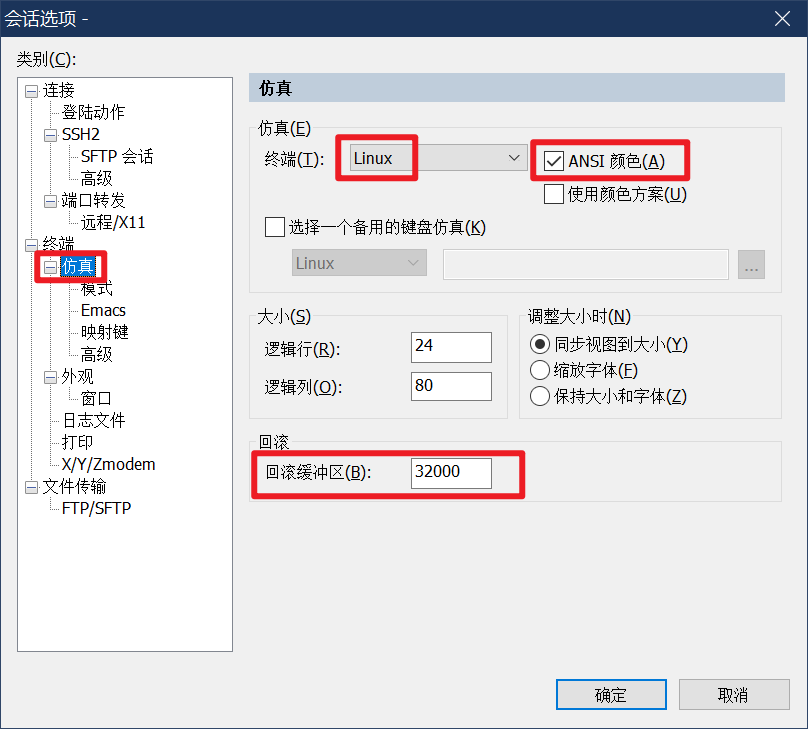 会话选项 -
类别(C):
连接
登陆动作
SSH2
SFTP 会话
高级
端口转发
远程/X11
终端
仿真
模式
Emacs
映射键
高级
外观
窗口
日志文件
打印
X/Y/Zmodem
文件传输
FTP/SFTP
仿真
仿真(E)
终端(T): Linux ANSI 颜色(A)
使用颜色方案(U)
选择一个备用的键盘仿真(K)
Linux ...
大小(S)
逻辑行(R): 24
逻辑列(O): 80
调整大小时(N)
同步视图到大小(Y)
缩放字体(F)
保持大小和字体(Z)
回滚
回滚缓冲区(B): 32000
确定 取消